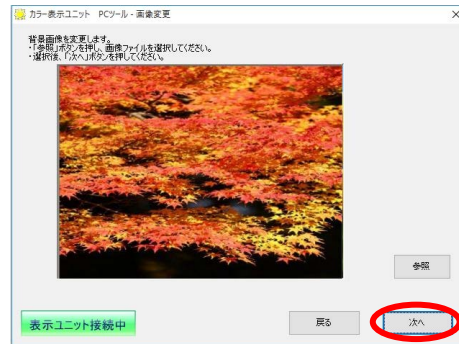 カラー表示ユニット PCツール - 画像変更
背景画像を変更します。
・「参照」ボタンを押し、画像ファイルを選択してください。
・選択後、「次へ」ボタンを押してください。
参照
表示ユニット接続中
戻る
次へ